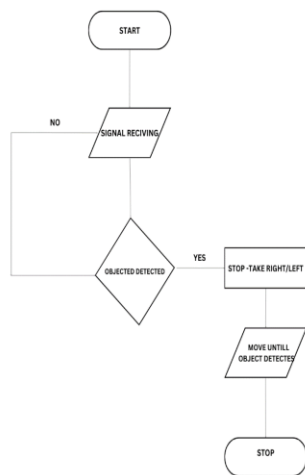 START
NO
SIGNAL RECIVING
OBJECTED DETECTED
YES
STOP -TAKE RIGHT/LEFT
MOVE UNTILL
OBJECT DETECTES
STOP